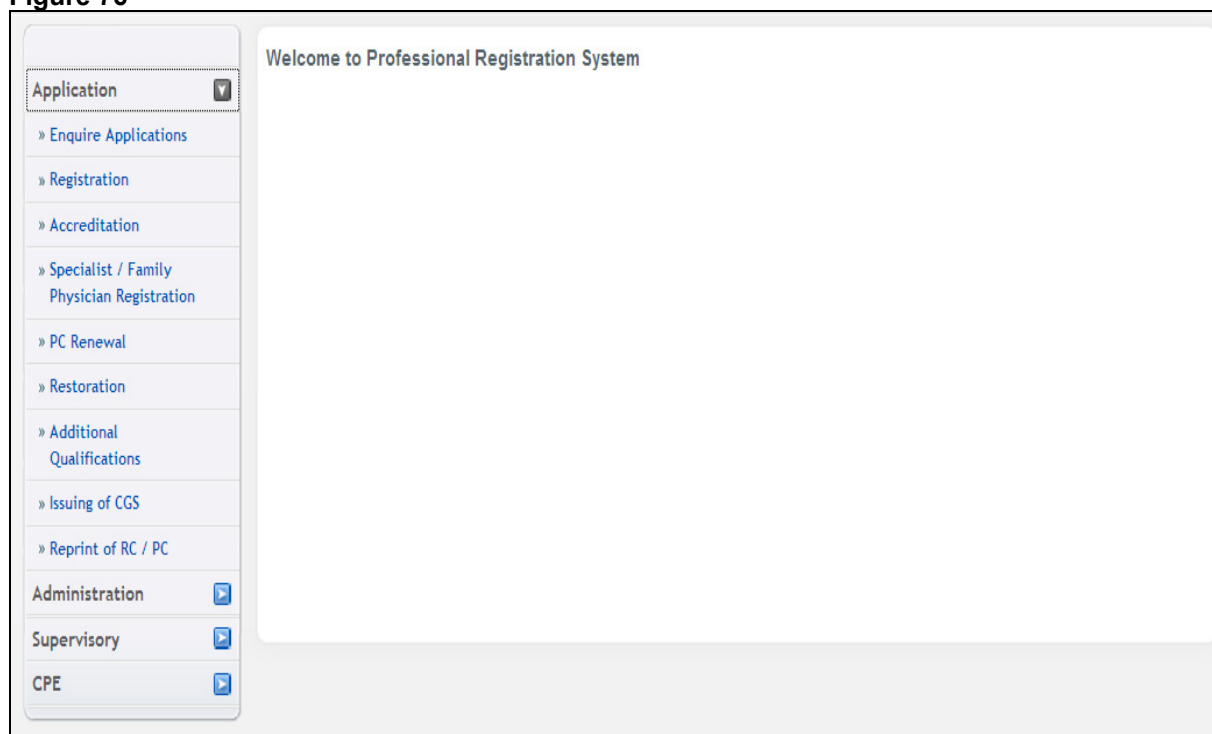 Welcome to Professional Registration System
Application
» Enquire Applications
» Registration
» Accreditation
» Specialist / Family
Physician Registration
» PC Renewal
» Restoration
» Additional
Qualifications
» Issuing of CGS
» Reprint of RC / PC
Administration
Supervisory
CPE